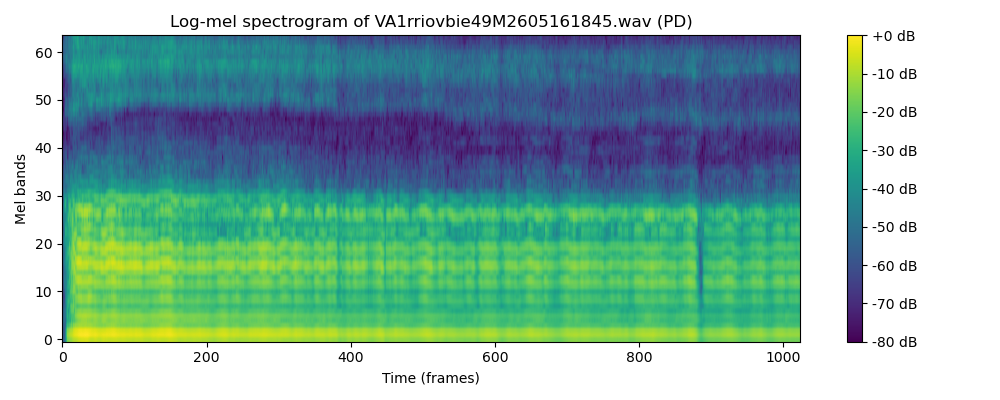 Log-mel spectrogram of VA1rriovbie49M2605161845.wav (PD)
Mel bands
60
50
40
30
20
10
0
0 200 400 600 800 1000
Time (frames)
+0 dB
-10 dB
-20 dB
-30 dB
-40 dB
-50 dB
-60 dB
-70 dB
-80 dB